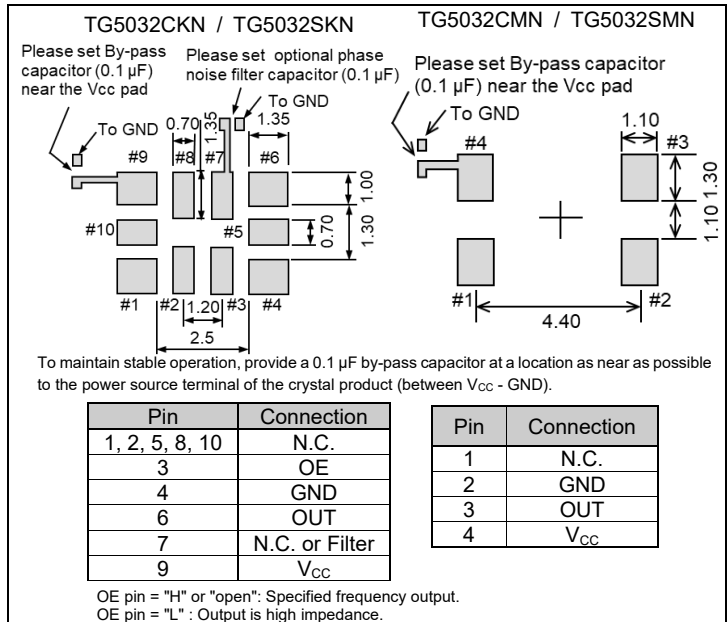 TG5032CKN / TG5032SKN
Please set By-pass
capacitor (0.1 µF)
near the Vcc pad
Please set optional phase
noise filter capacitor (0.1 µF)
To GND
To GND
0.70
1.35
1.35
#9
#8
#7
#6
1.00
#10
#5
0.70
1.30
#1
#2
1.20
#3
#4
2.5
TG5032CMN / TG5032SMN
Please set By-pass capacitor
(0.1 µF) near the Vcc pad
To GND
1.10
#4
#3
1.30
1.10
#1
#2
4.40
To maintain stable operation, provide a 0.1 µF by-pass capacitor at a location as near as possible
to the power source terminal of the crystal product (between VCC - GND).
Pin Connection
1, 2, 5, 8, 10 N.C.
3 OE
4 GND
6 OUT
7 N.C. or Filter
9 VCC
Pin Connection
1 N.C.
2 GND
3 OUT
4 VCC
OE pin = "H" or "open": Specified frequency output.
OE pin = "L" : Output is high impedance.